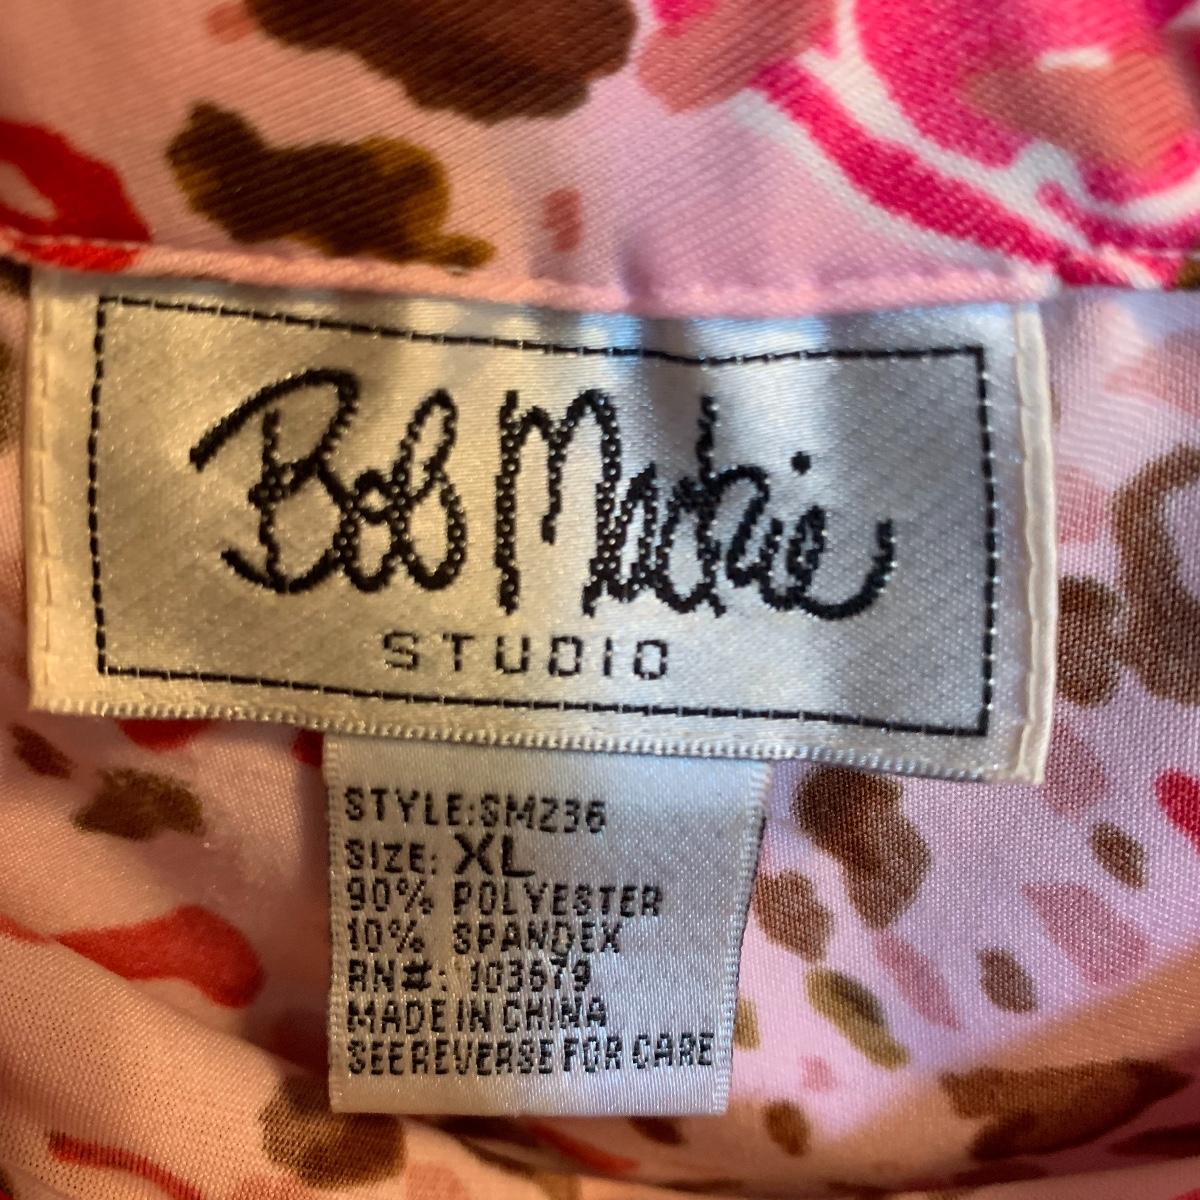 Bob Mackie
STUDIO
STYLE:SM236
SIZE: XL
90% POLYESTER
10% SPANDEX
RN#: 103679
MADE IN CHINA
SEE REVERSE FOR CARE